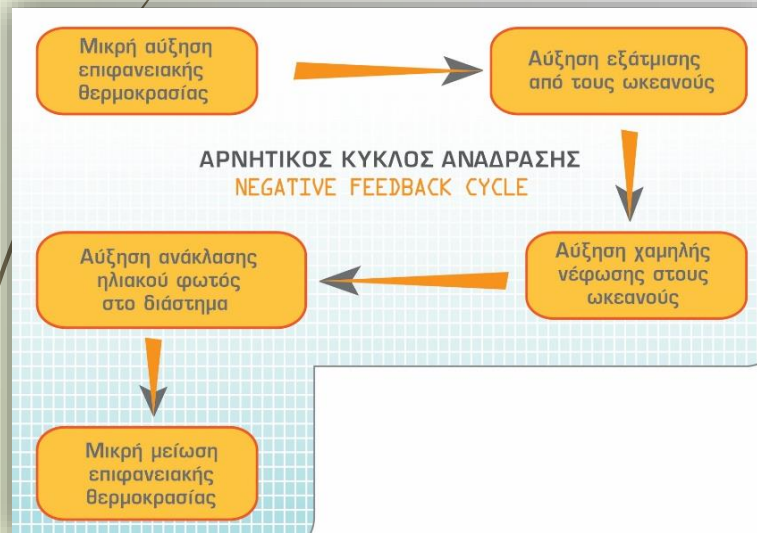 Μικρή αύξηση
επιφανειακής
θερμοκρασίας
Αύξηση εξάτμισης
από τους ωκεανούς
ΑΡΝΗΤΙΚΟΣ ΚΥΚΛΟΣ ΑΝΑΔΡΑΣΗΣ
NEGATIVE FEEDBACK CYCLE
Αύξηση χαμηλής
νέφωσης στους
ωκεανούς
Αύξηση ανάκλασης
ηλιακού φωτός
στο διάστημα
Μικρή μείωση
επιφανειακής
θερμοκρασίας